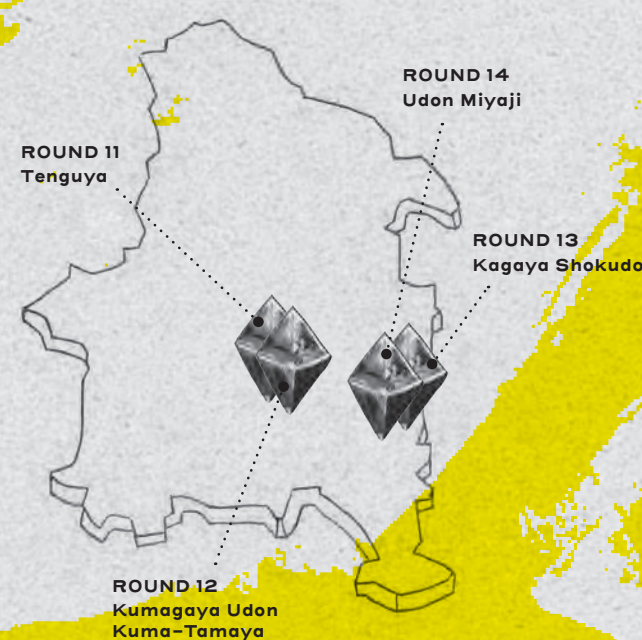 ROUND 14
Udon Miyaji
ROUND 11
Tenguya
ROUND 13
Kagaya Shokudo
ROUND 12
Kumagaya Udon
Kuma-Tamaya